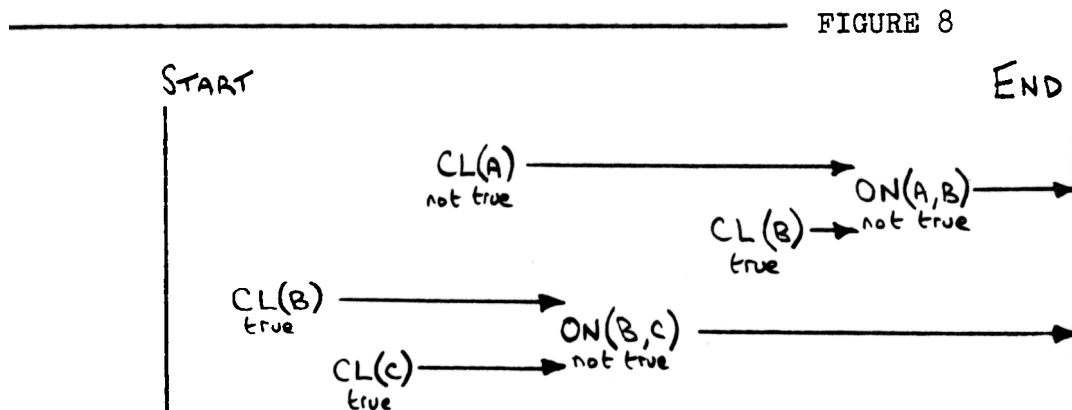 FIGURE 8
START END
CL(A)
not true
ON(A,B)
not true
CL(B)
true
CL(B)
true
ON(B,C)
not true
CL(C)
true